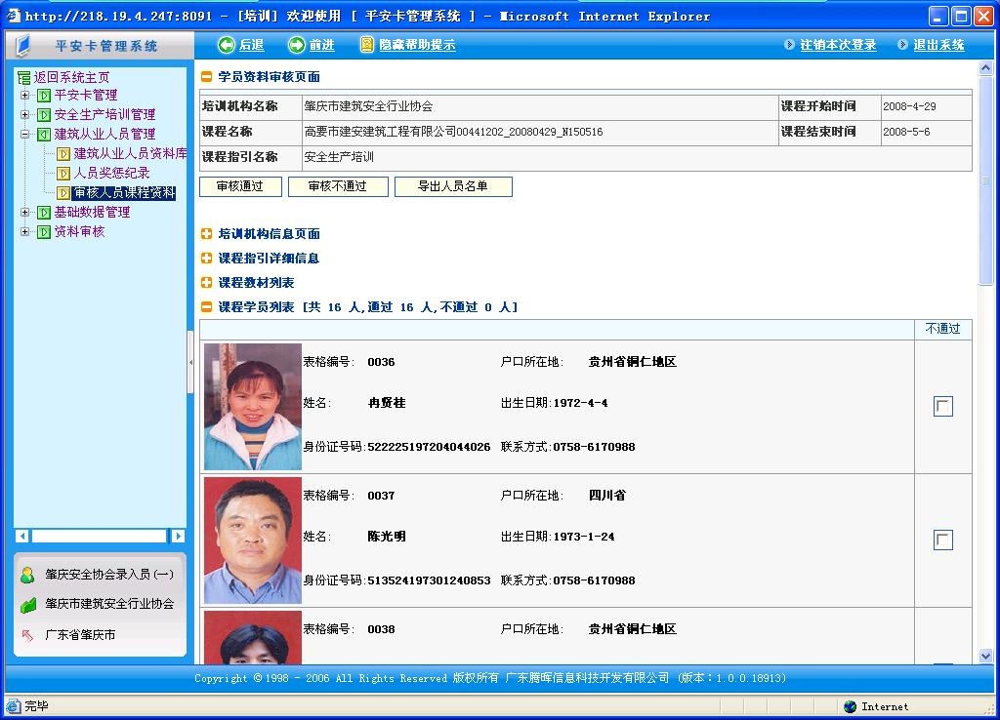 http://218.19.4.247:8091 - [培训] 欢迎使用 [ 平安卡管理系统 ] - Microsoft Internet Explorer
平安卡管理系统
后退 前进 隐藏帮助提示 注销本次登录 退出系统
返回系统主页
平安卡管理
安全生产培训管理
建筑从业人员管理
建筑从业人员资料库
人员奖惩纪录
审核人员课程资料
基础数据管理
资料审核
肇庆安全协会录入员(一)
肇庆市建筑安全行业协会
广东省肇庆市
学员资料审核页面
培训机构名称 肇庆市建筑安全行业协会 课程开始时间 2008-4-29
课程名称 高要市建安建筑工程有限公司00441202_20080429_N150516 课程结束时间 2008-5-6
课程指引名称 安全生产培训
审核通过 审核不通过 导出人员名单
培训机构信息页面
课程指引详细信息
课程教材列表
课程学员列表 [共 16 人,通过 16 人,不通过 0 人]
不通过
表格编号: 0036 户口所在地: 贵州省铜仁地区
姓名: 冉贤桂 出生日期:1972-4-4
身份证号码:522225197204044026 联系方式:0758-6170988
表格编号: 0037 户口所在地: 四川省
姓名: 陈光明 出生日期:1973-1-24
身份证号码:513524197301240853 联系方式:0758-6170988
表格编号: 0038 户口所在地: 贵州省铜仁地区
Copyright ©1998 - 2006 All Rights Reserved 版权所有 广东腾晖信息科技开发有限公司 (版本:1.0.0.18913)
完毕 Internet